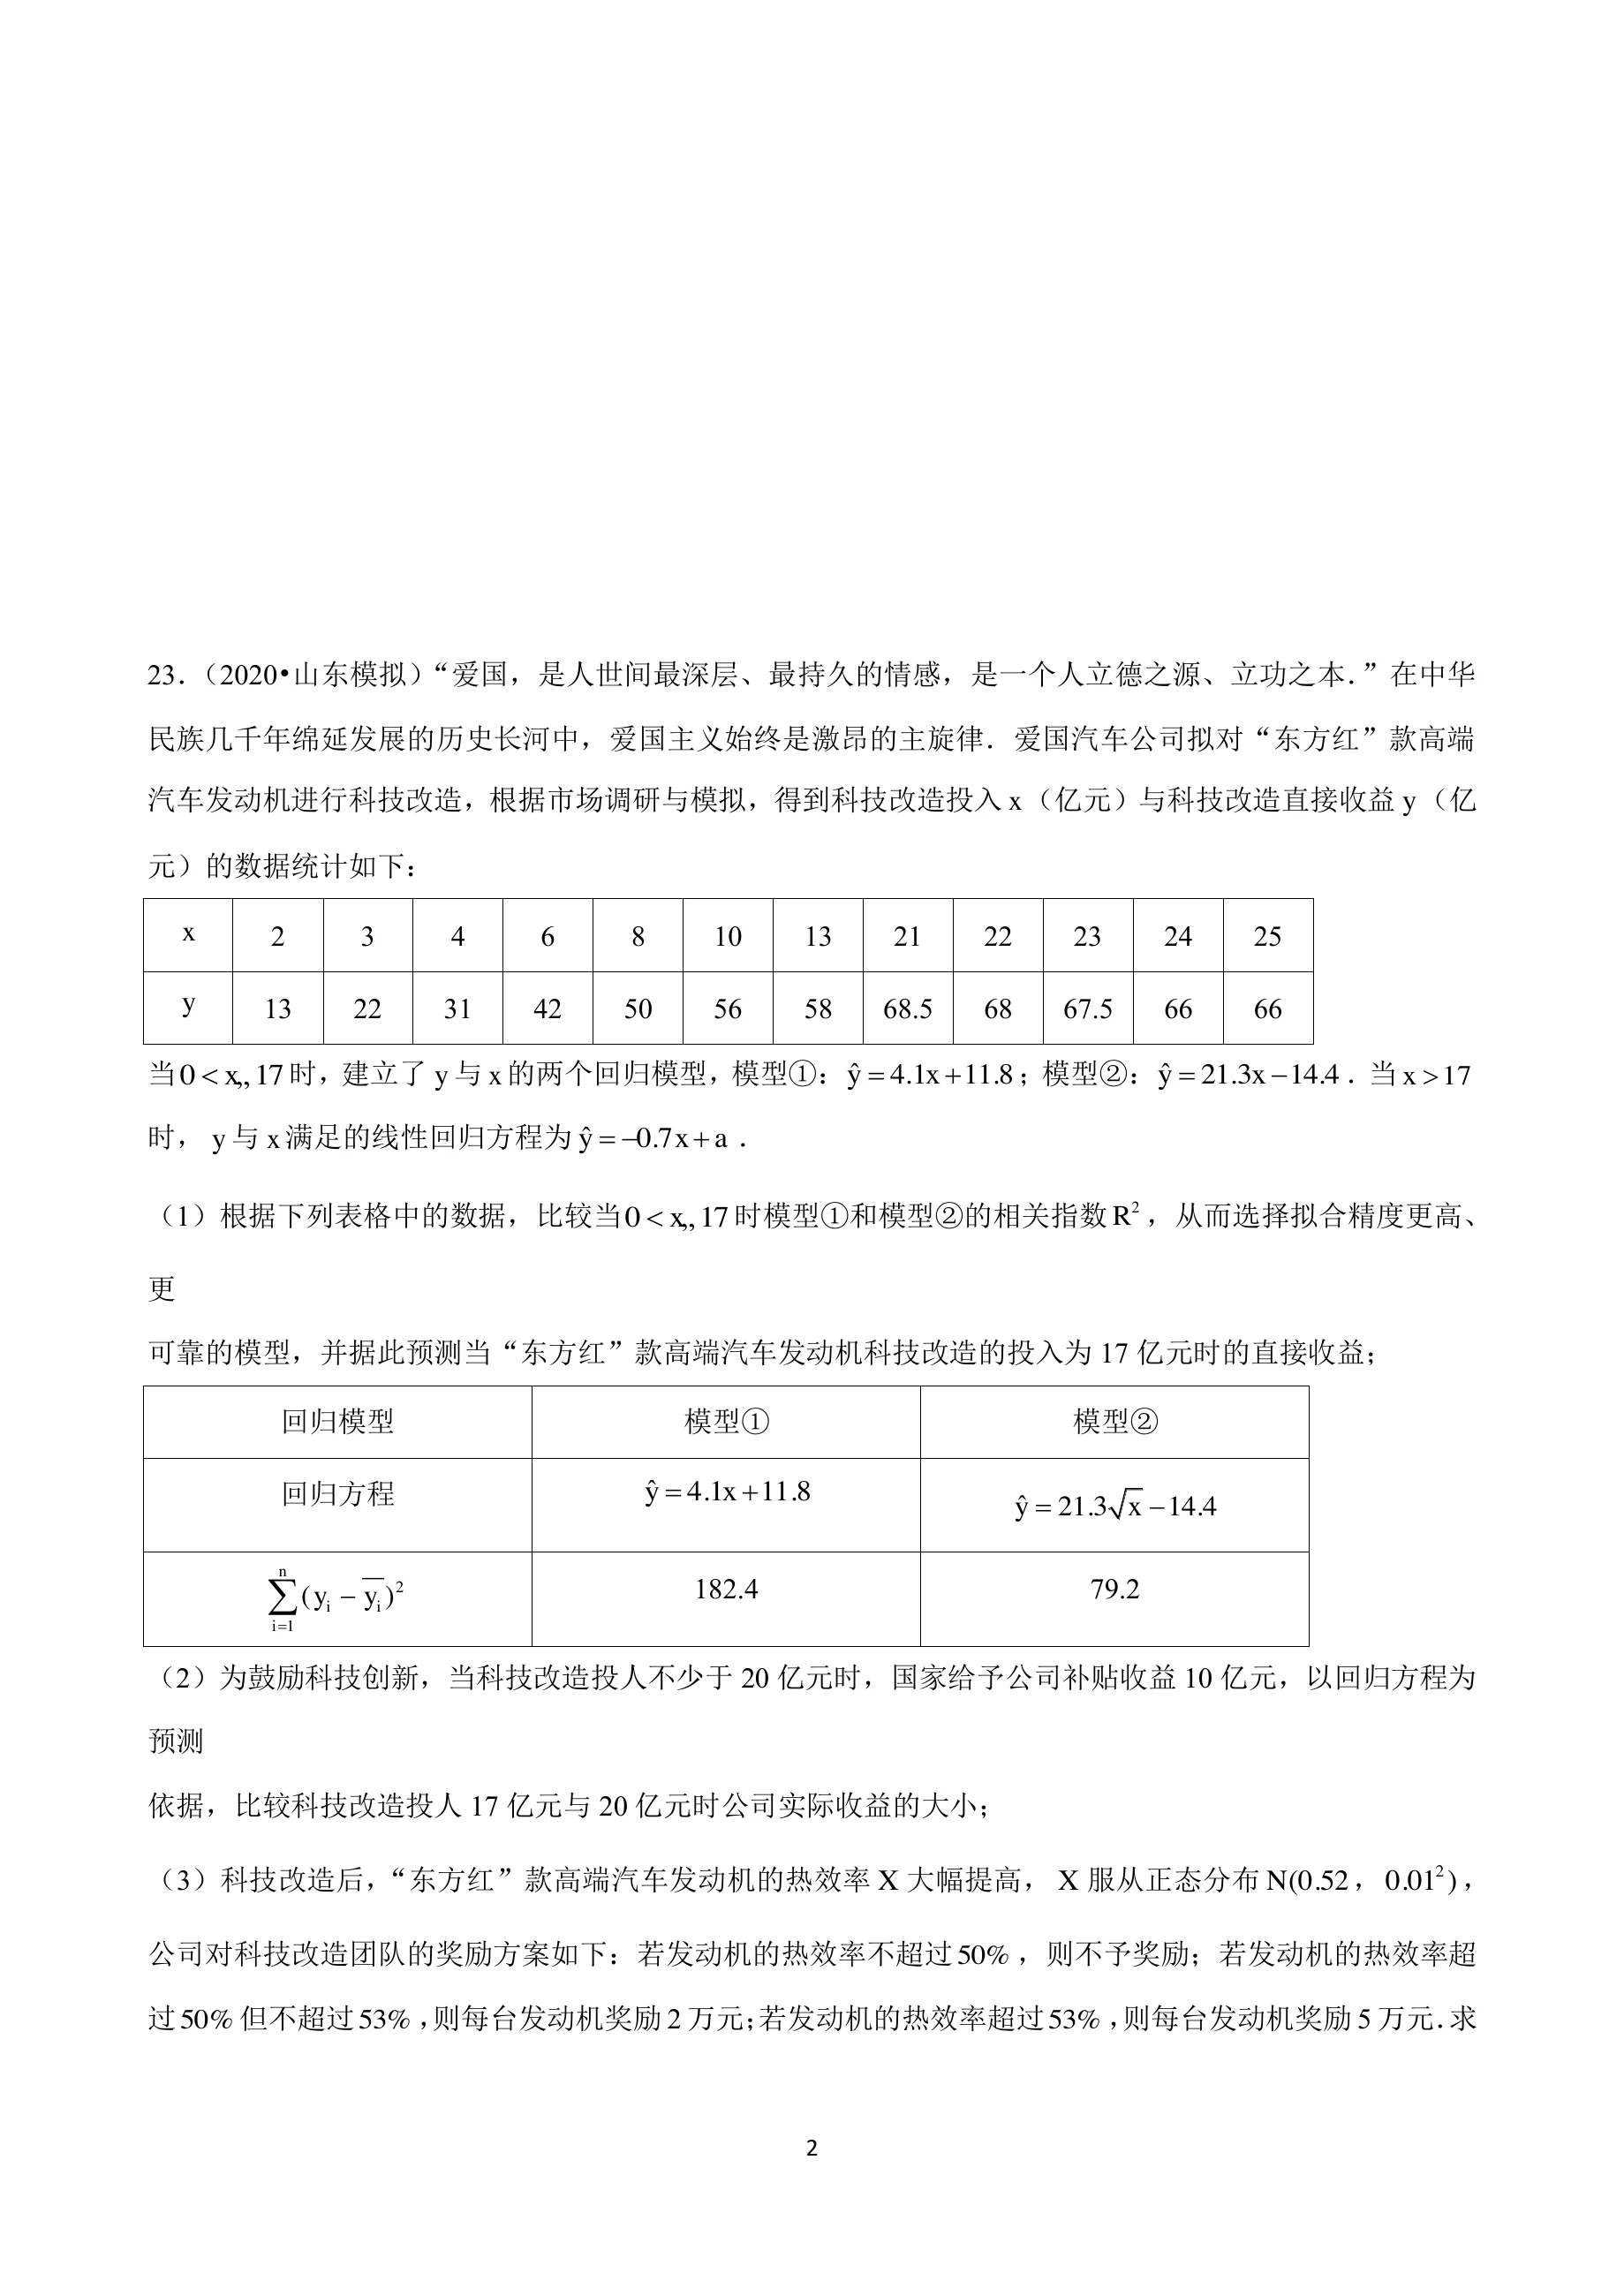 23.（2020•山东模拟）“爱国，是人世间最深层、最持久的情感，是一个人立德之源、立功之本．”在中华
民族几千年绵延发展的历史长河中，爱国主义始终是激昂的主旋律．爱国汽车公司拟对“东方红”款高端
汽车发动机进行科技改造，根据市场调研与模拟，得到科技改造投入 x（亿元）与科技改造直接收益 y（亿
元）的数据统计如下：
x 2 3 4 6 8 10 13 21 22 23 24 25
y 13 22 31 42 50 56 58 68.5 68 67.5 66 66
当 0 < x,, 17 时，建立了 y 与 x 的两个回归模型，模型①：ŷ = 4.1x + 11.8；模型②：ŷ = 21.3x − 14.4．当 x > 17
时， y 与 x 满足的线性回归方程为 ŷ = −0.7x + a ．
（1）根据下列表格中的数据，比较当 0 < x,, 17 时模型①和模型②的相关指数 R²，从而选择拟合精度更高、
更
可靠的模型，并据此预测当“东方红”款高端汽车发动机科技改造的投入为 17 亿元时的直接收益；
回归模型 模型① 模型②
回归方程 ŷ = 4.1x + 11.8 ŷ = 21.3√x − 14.4
∑_{i=1}^{n} (y_i − \overline{y_i})² 182.4 79.2
（2）为鼓励科技创新，当科技改造投人不少于 20 亿元时，国家给予公司补贴收益 10 亿元，以回归方程为
预测
依据，比较科技改造投人 17 亿元与 20 亿元时公司实际收益的大小；
（3）科技改造后，“东方红”款高端汽车发动机的热效率 X 大幅提高， X 服从正态分布 N(0.52，0.01²)，
公司对科技改造团队的奖励方案如下：若发动机的热效率不超过 50% ，则不予奖励；若发动机的热效率超
过 50% 但不超过 53% ，则每台发动机奖励 2 万元；若发动机的热效率超过 53% ，则每台发动机奖励 5 万元．求
2